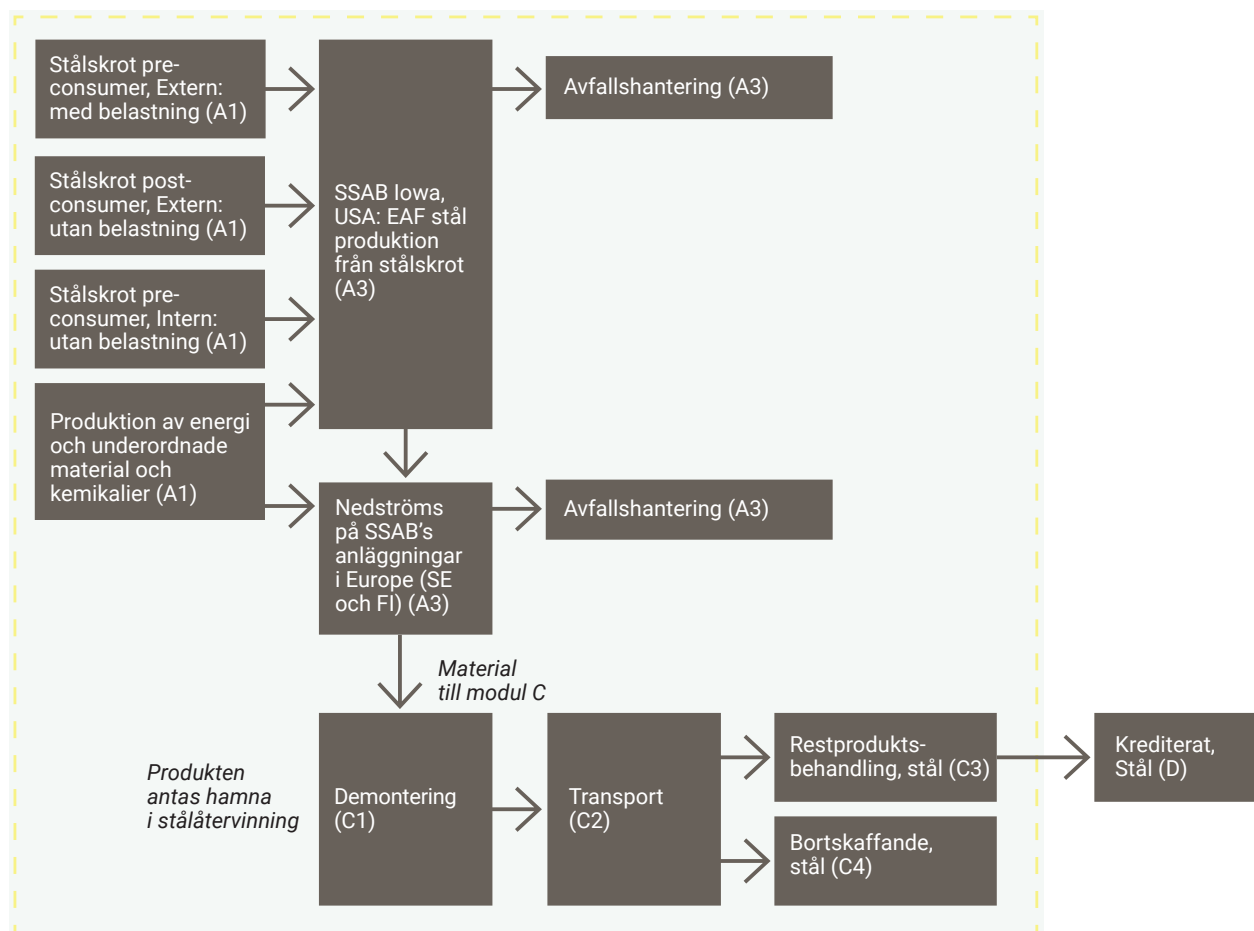 Stålskrot pre-
consumer, Extern:
med belastning (A1)
Stålskrot post-
consumer, Extern:
utan belastning (A1)
Stålskrot pre-
consumer, Intern:
utan belastning (A1)
Produktion av energi
och underordnade
material och
kemikalier (A1)
SSAB Iowa,
USA: EAF stål
produktion
från stålskrot
(A3)
Avfallshantering (A3)
Nedströms
på SSAB's
anläggningar
i Europe (SE
och FI) (A3)
Avfallshantering (A3)
Material
till modul C
Produkten
antas hamna
i stålåtervinning
Demontering
(C1)
Transport
(C2)
Restprodukts-
behandling, stål (C3)
Bortskaffande,
stål (C4)
Krediterat,
Stål (D)